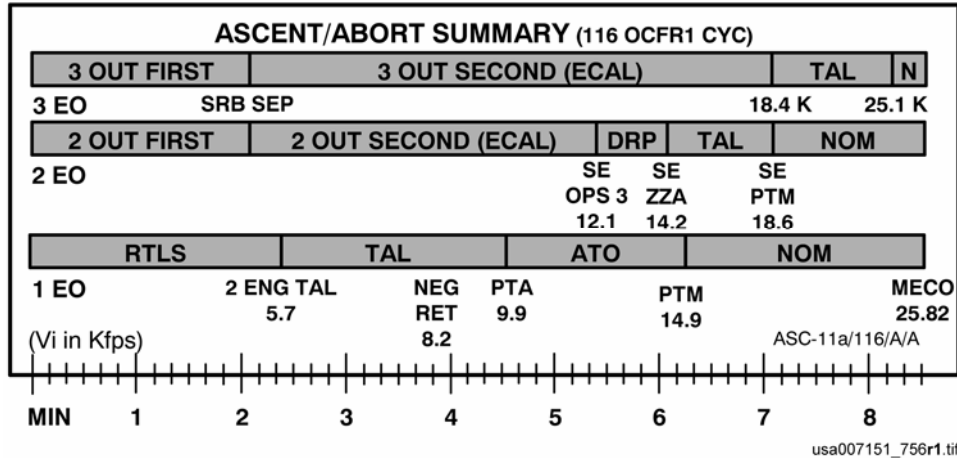 ASCENT/ABORT SUMMARY (116 OCFR1 CYC)
3 OUT FIRST 3 OUT SECOND (ECAL) TAL N
3 EO SRB SEP 18.4 K 25.1 K
2 OUT FIRST 2 OUT SECOND (ECAL) DRP TAL NOM
2 EO SE SE SE
OPS 3 ZZA PTM
12.1 14.2 18.6
RTLS TAL ATO NOM
1 EO 2 ENG TAL NEG PTA PTM MECO
5.7 RET 9.9 14.9 25.82
(Vi in Kfps) 8.2 ASC-11a/116/A/A
MIN 1 2 3 4 5 6 7 8
usa007151_756r1.tif